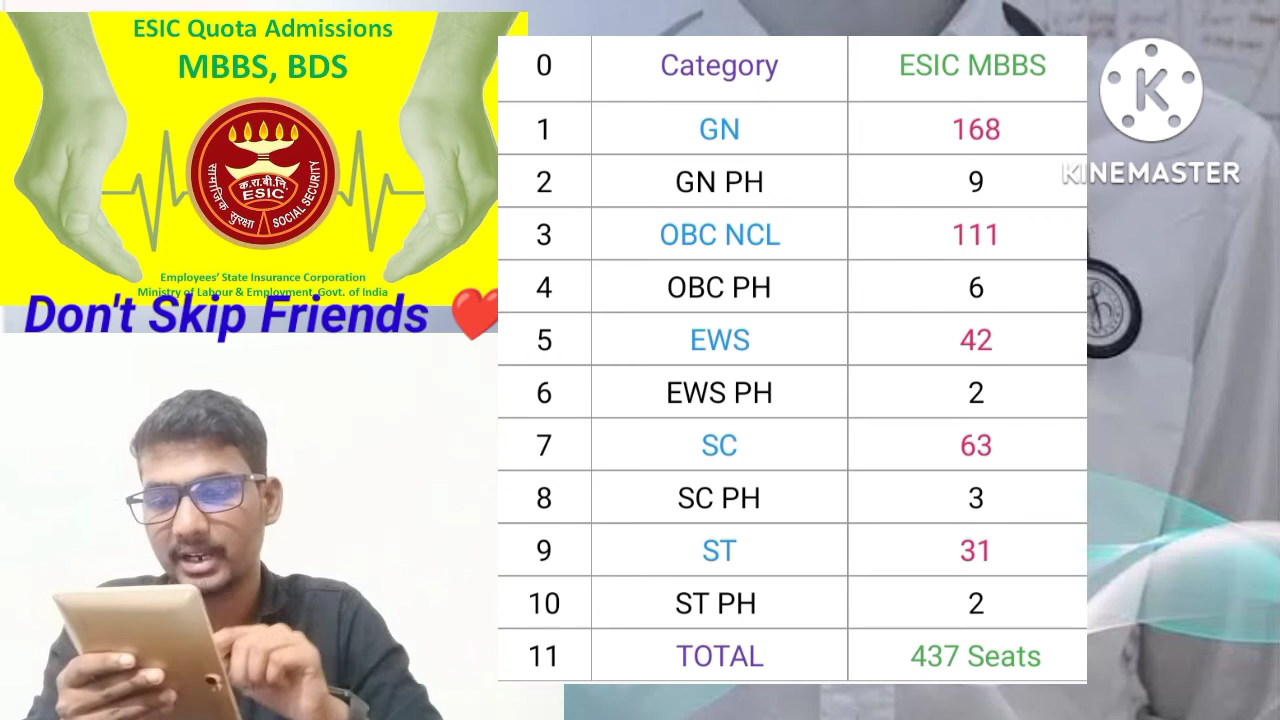 ESIC Quota Admissions
MBBS, BDS
सामाजिक सुरक्षा
क.रा.बी.नि.
ESIC
SOCIAL SECURITY
Employees' State Insurance Corporation
Ministry of Labour & Employment, Govt. of India
Don't Skip Friends ❤️
0 Category ESIC MBBS
1 GN 168
2 GN PH 9
3 OBC NCL 111
4 OBC PH 6
5 EWS 42
6 EWS PH 2
7 SC 63
8 SC PH 3
9 ST 31
10 ST PH 2
11 TOTAL 437 Seats
K
KINEMASTER